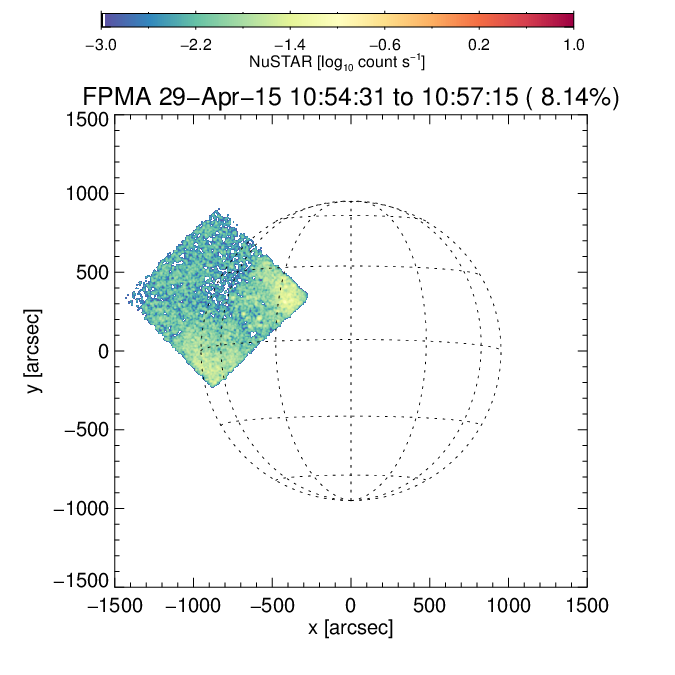 −3.0 −2.2 −1.4 −0.6 0.2 1.0
NuSTAR [log10 count s−1]
FPMA 29−Apr−15 10:54:31 to 10:57:15 ( 8.14%)
1500
1000
500
0
−500
−1000
−1500
y [arcsec]
−1500 −1000 −500 0 500 1000 1500
x [arcsec]